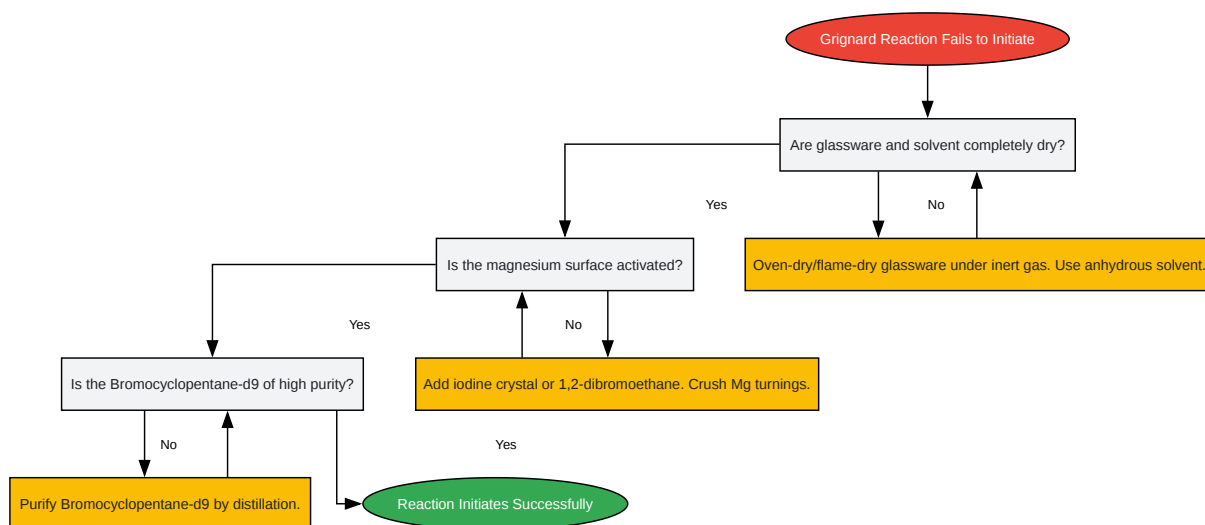 Grignard Reaction Fails to Initiate
Are glassware and solvent completely dry?
Yes
No
Is the magnesium surface activated?
Oven-dry/flame-dry glassware under inert gas. Use anhydrous solvent.
Yes
No
Is the Bromocyclopentane-d9 of high purity?
Add iodine crystal or 1,2-dibromoethane. Crush Mg turnings.
No
Yes
Purify Bromocyclopentane-d9 by distillation.
Reaction Initiates Successfully